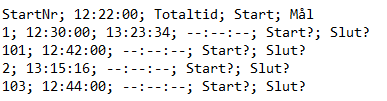 StartNr; 12:22:00; Totaltid; Start; Mål
1; 12:30:00; 13:23:34; --:--:--; Start?; Slut?
101; 12:42:00; --:--:--; Start?; Slut?
2; 13:15:16; --:--:--; Start?; Slut?
103; 12:44:00; --:--:--; Start?; Slut?